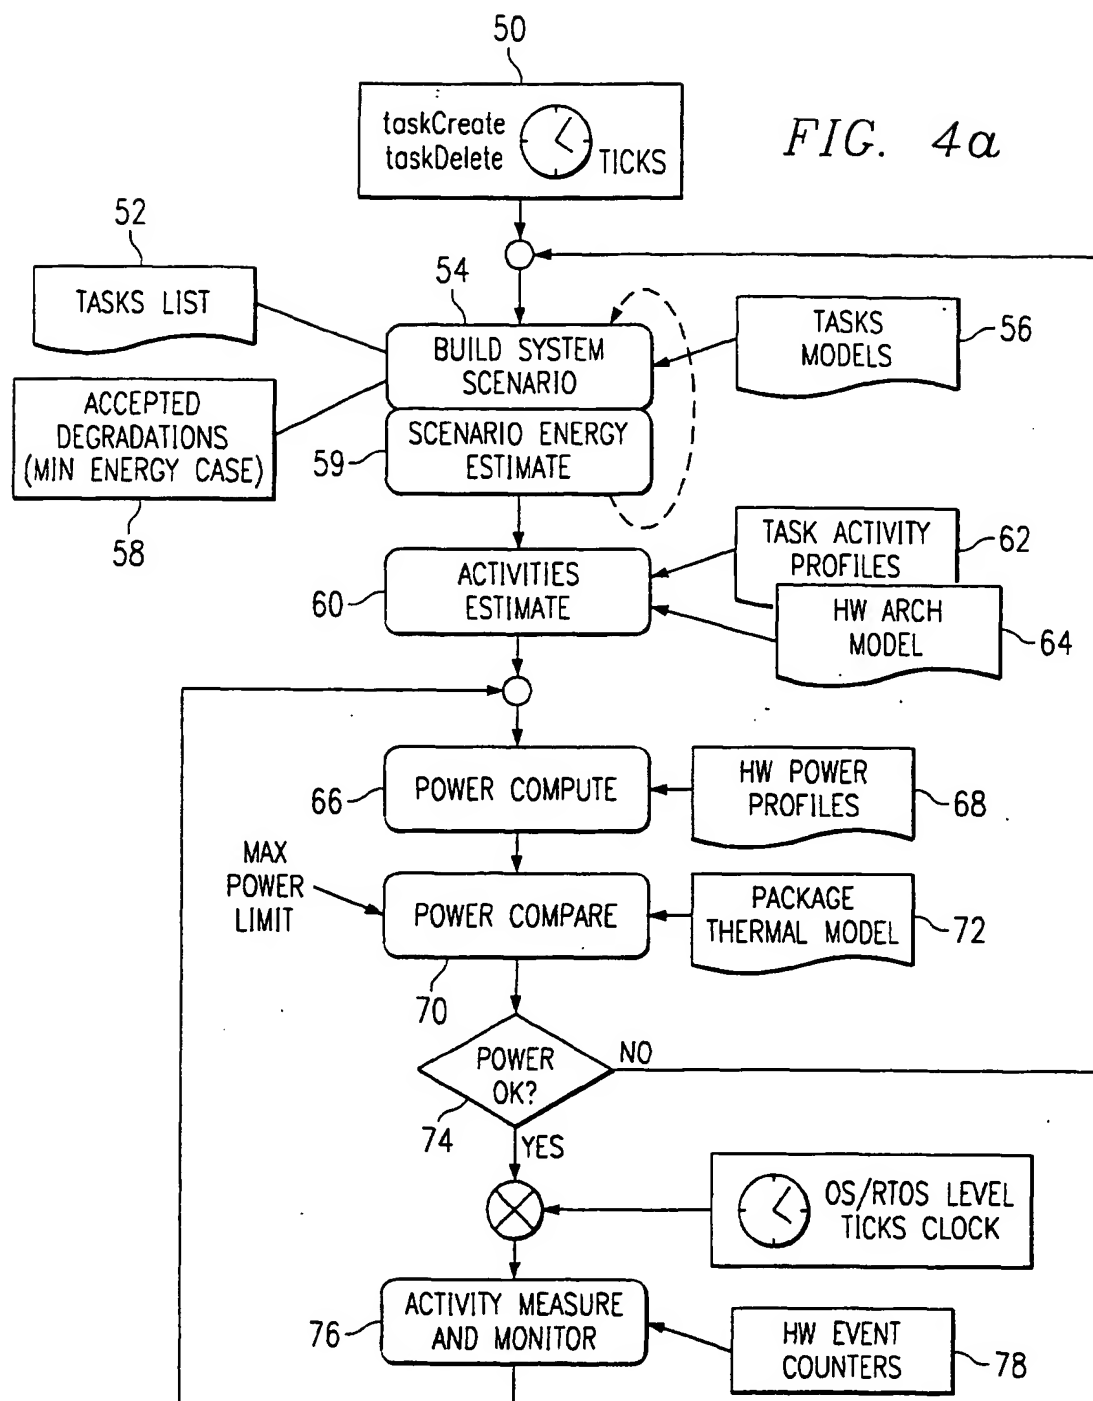 50
taskCreate
taskDelete
TICKS
FIG. 4a
52
TASKS LIST
54
BUILD SYSTEM
SCENARIO
TASKS
MODELS
56
ACCEPTED
DEGRADATIONS
(MIN ENERGY CASE)
58
59
SCENARIO ENERGY
ESTIMATE
60
ACTIVITIES
ESTIMATE
TASK ACTIVITY
PROFILES
62
HW ARCH
MODEL
64
66
POWER COMPUTE
HW POWER
PROFILES
68
MAX
POWER
LIMIT
POWER COMPARE
70
PACKAGE
THERMAL MODEL
72
POWER
OK?
74
NO
YES
OS/RTOS LEVEL
TICKS CLOCK
76
ACTIVITY MEASURE
AND MONITOR
HW EVENT
COUNTERS
78